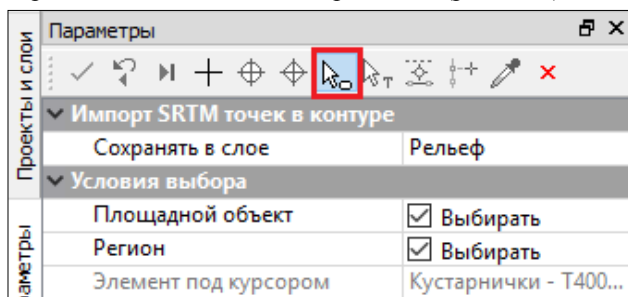 Параметры
Проекты и слои
Импорт SRTM точек в контуре
Сохранять в слое Рельеф
Условия выбора
Площадной объект Выбирать
Регион Выбирать
Элемент под курсором Кустарнички - Т400...